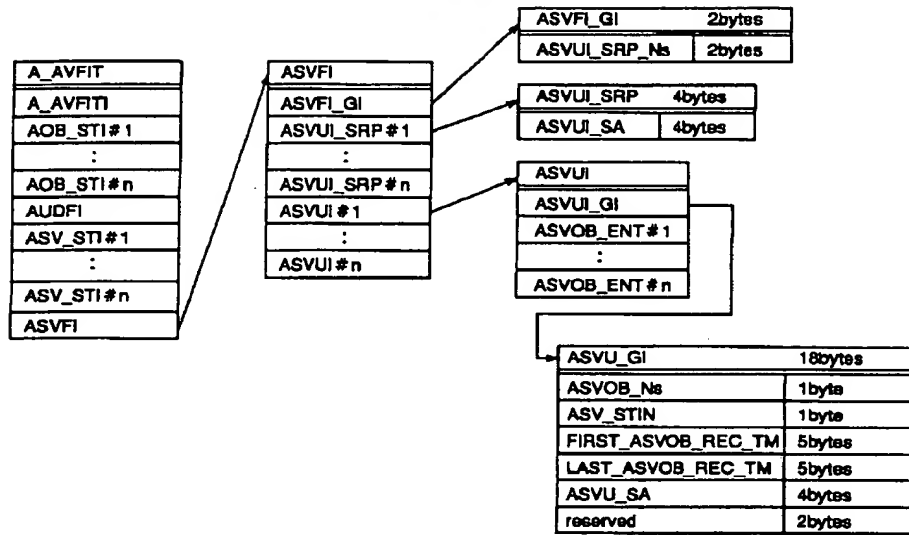 A_AVFIT
A_AVFITI
AOB_STI#1
:
AOB_STI#n
AUDFI
ASV_STI#1
:
ASV_STI#n
ASVFI
ASVFI
ASVFI_GI
ASVUI_SRP#1
:
ASVUI_SRP#n
ASVUI#1
:
ASVUI#n
ASVFI_GI 2bytes
ASVUI_SRP_Ns 2bytes
ASVUI_SRP 4bytes
ASVUI_SA 4bytes
ASVUI
ASVUI_GI
ASVOB_ENT#1
:
ASVOB_ENT#n
ASVU_GI 18bytes
ASVOB_Ns 1byte
ASV_STIN 1byte
FIRST_ASVOB_REC_TM 5bytes
LAST_ASVOB_REC_TM 5bytes
ASVU_SA 4bytes
reserved 2bytes